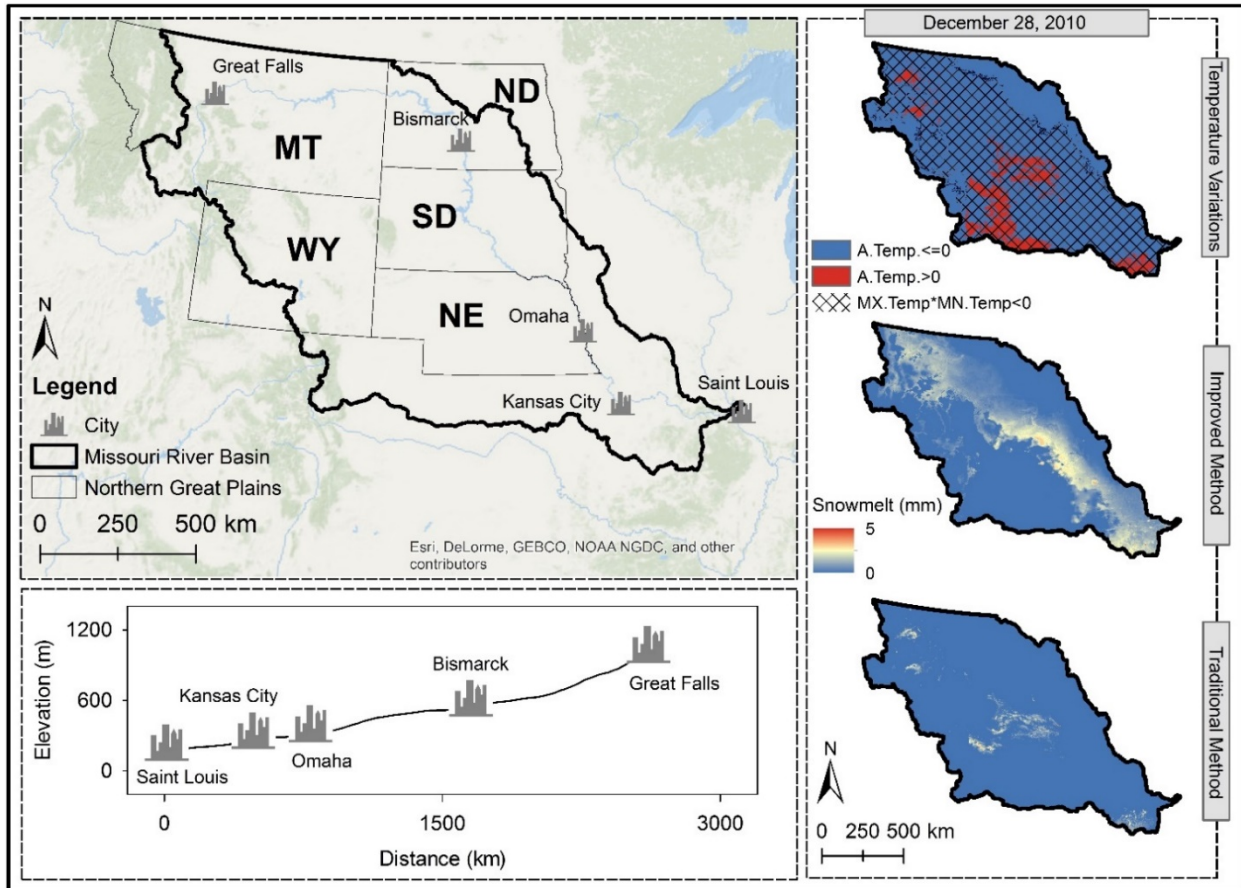 Great Falls
ND
Bismarck
MT
SD
WY
NE
Omaha
Saint Louis
Kansas City
N
Legend
City
Missouri River Basin
Northern Great Plains
0 250 500 km
Esri, DeLorme, GEBCO, NOAA NGDC, and other
contributors
Elevation (m)
1200
600
0
Great Falls
Bismarck
Kansas City
Omaha
Saint Louis
0 1500 3000
Distance (km)
December 28, 2010
Temperature Variations
A.Temp.<=0
A.Temp.>0
MX.Temp*MN.Temp<0
Improved Method
Snowmelt (mm)
5
0
Traditional Method
N
0 250 500 km